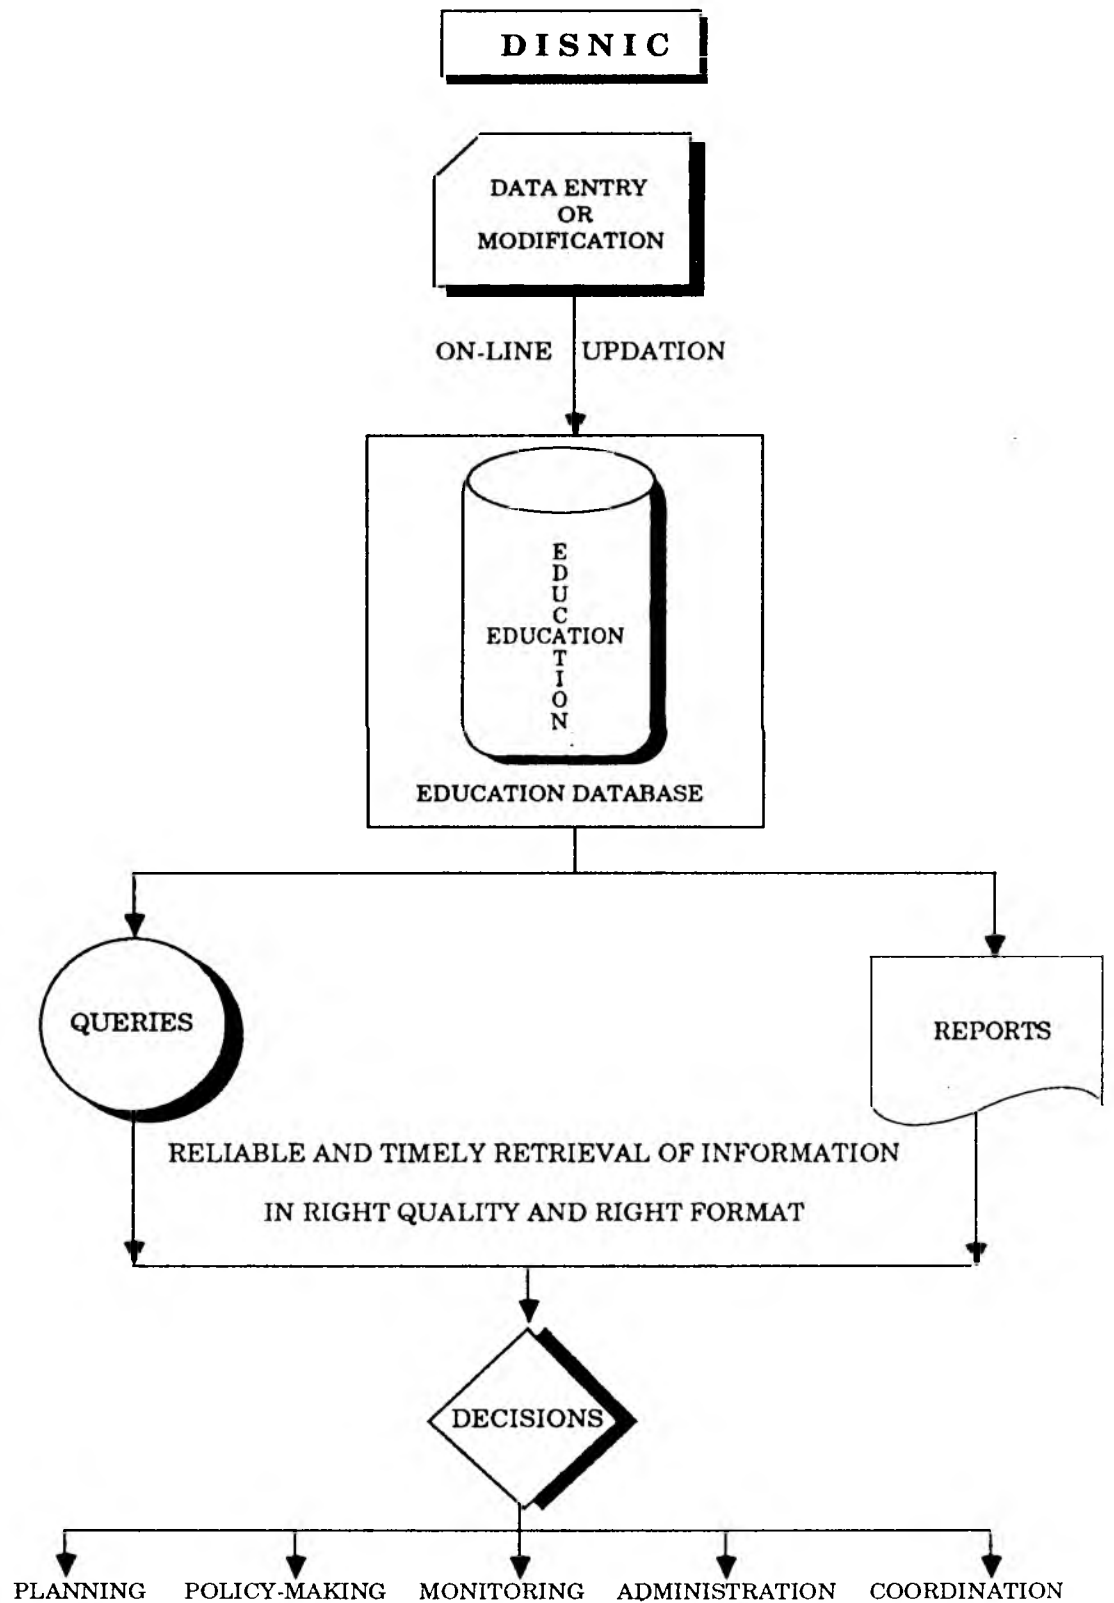 DISNIC
DATA ENTRY
OR
MODIFICATION
ON-LINE UPDATION
EDUCATION
EDUCATION
EDUCATION DATABASE
QUERIES
REPORTS
RELIABLE AND TIMELY RETRIEVAL OF INFORMATION
IN RIGHT QUALITY AND RIGHT FORMAT
DECISIONS
PLANNING POLICY-MAKING MONITORING ADMINISTRATION COORDINATION